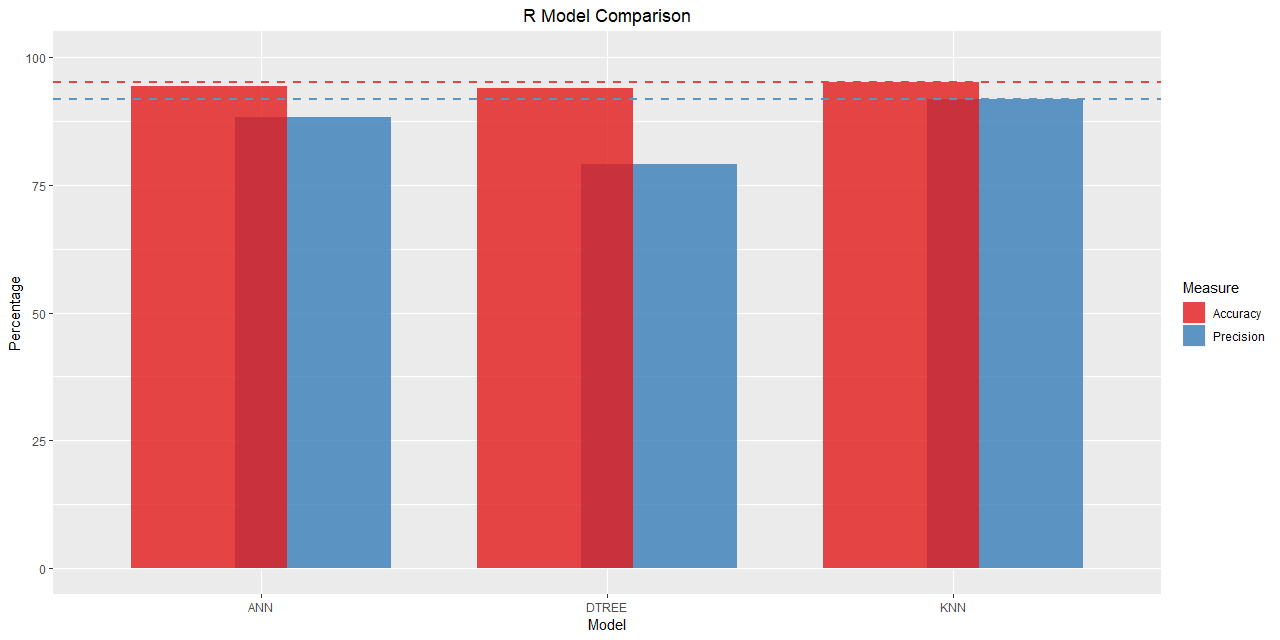 R Model Comparison
Percentage
100
75
50
25
0
ANN DTREE KNN
Model
Measure
Accuracy
Precision